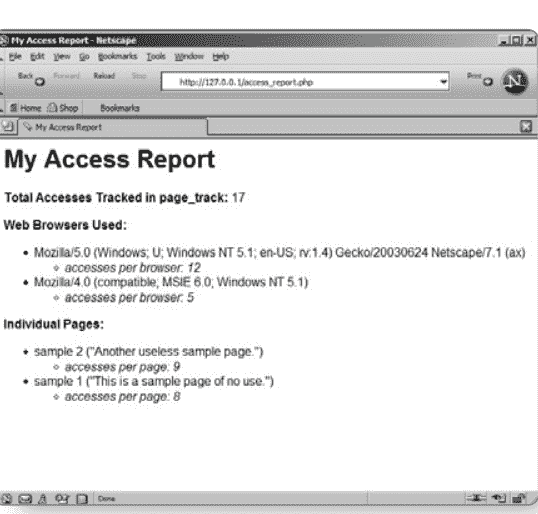 My Access Report - Netscape
File Edit View Go Bookmarks Tools Window Help
Back Forward Reload Stop http://127.0.0.1/access_report.php Print N
Home Shop Bookmarks
My Access Report
My Access Report
Total Accesses Tracked in page_track: 17
Web Browsers Used:
• Mozilla/5.0 (Windows; U; Windows NT 5.1; en-US; rv:1.4) Gecko/20030624 Netscape/7.1 (ax)
◦ accesses per browser: 12
• Mozilla/4.0 (compatible; MSIE 6.0; Windows NT 5.1)
◦ accesses per browser: 5
Individual Pages:
• sample 2 ("Another useless sample page.")
◦ accesses per page: 9
• sample 1 ("This is a sample page of no use.")
◦ accesses per page: 8
Done